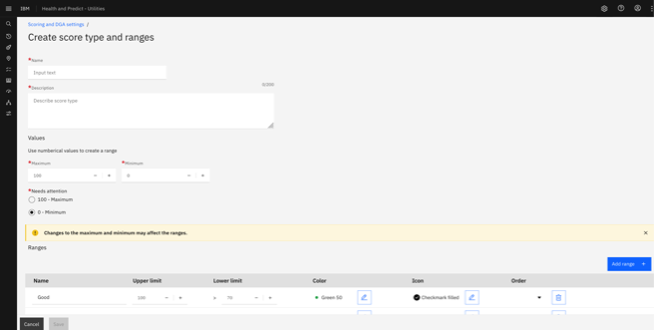 IBM Health and Predict - Utilities
Scoring and DGA settings /
Create score type and ranges
*Name
Input text
*Description
Describe score type
Values
Use numberical values to create a range
*Maximum *Minimum
100 0
*Needs attention
100 - Maximum
0 - Minimum
Changes to the maximum and minimum may affect the ranges.
Ranges
Add range +
Name Upper limit Lower limit Color Icon Order
Good 100 ≥ 70 Green 50 Checkmark filled
Cancel Save